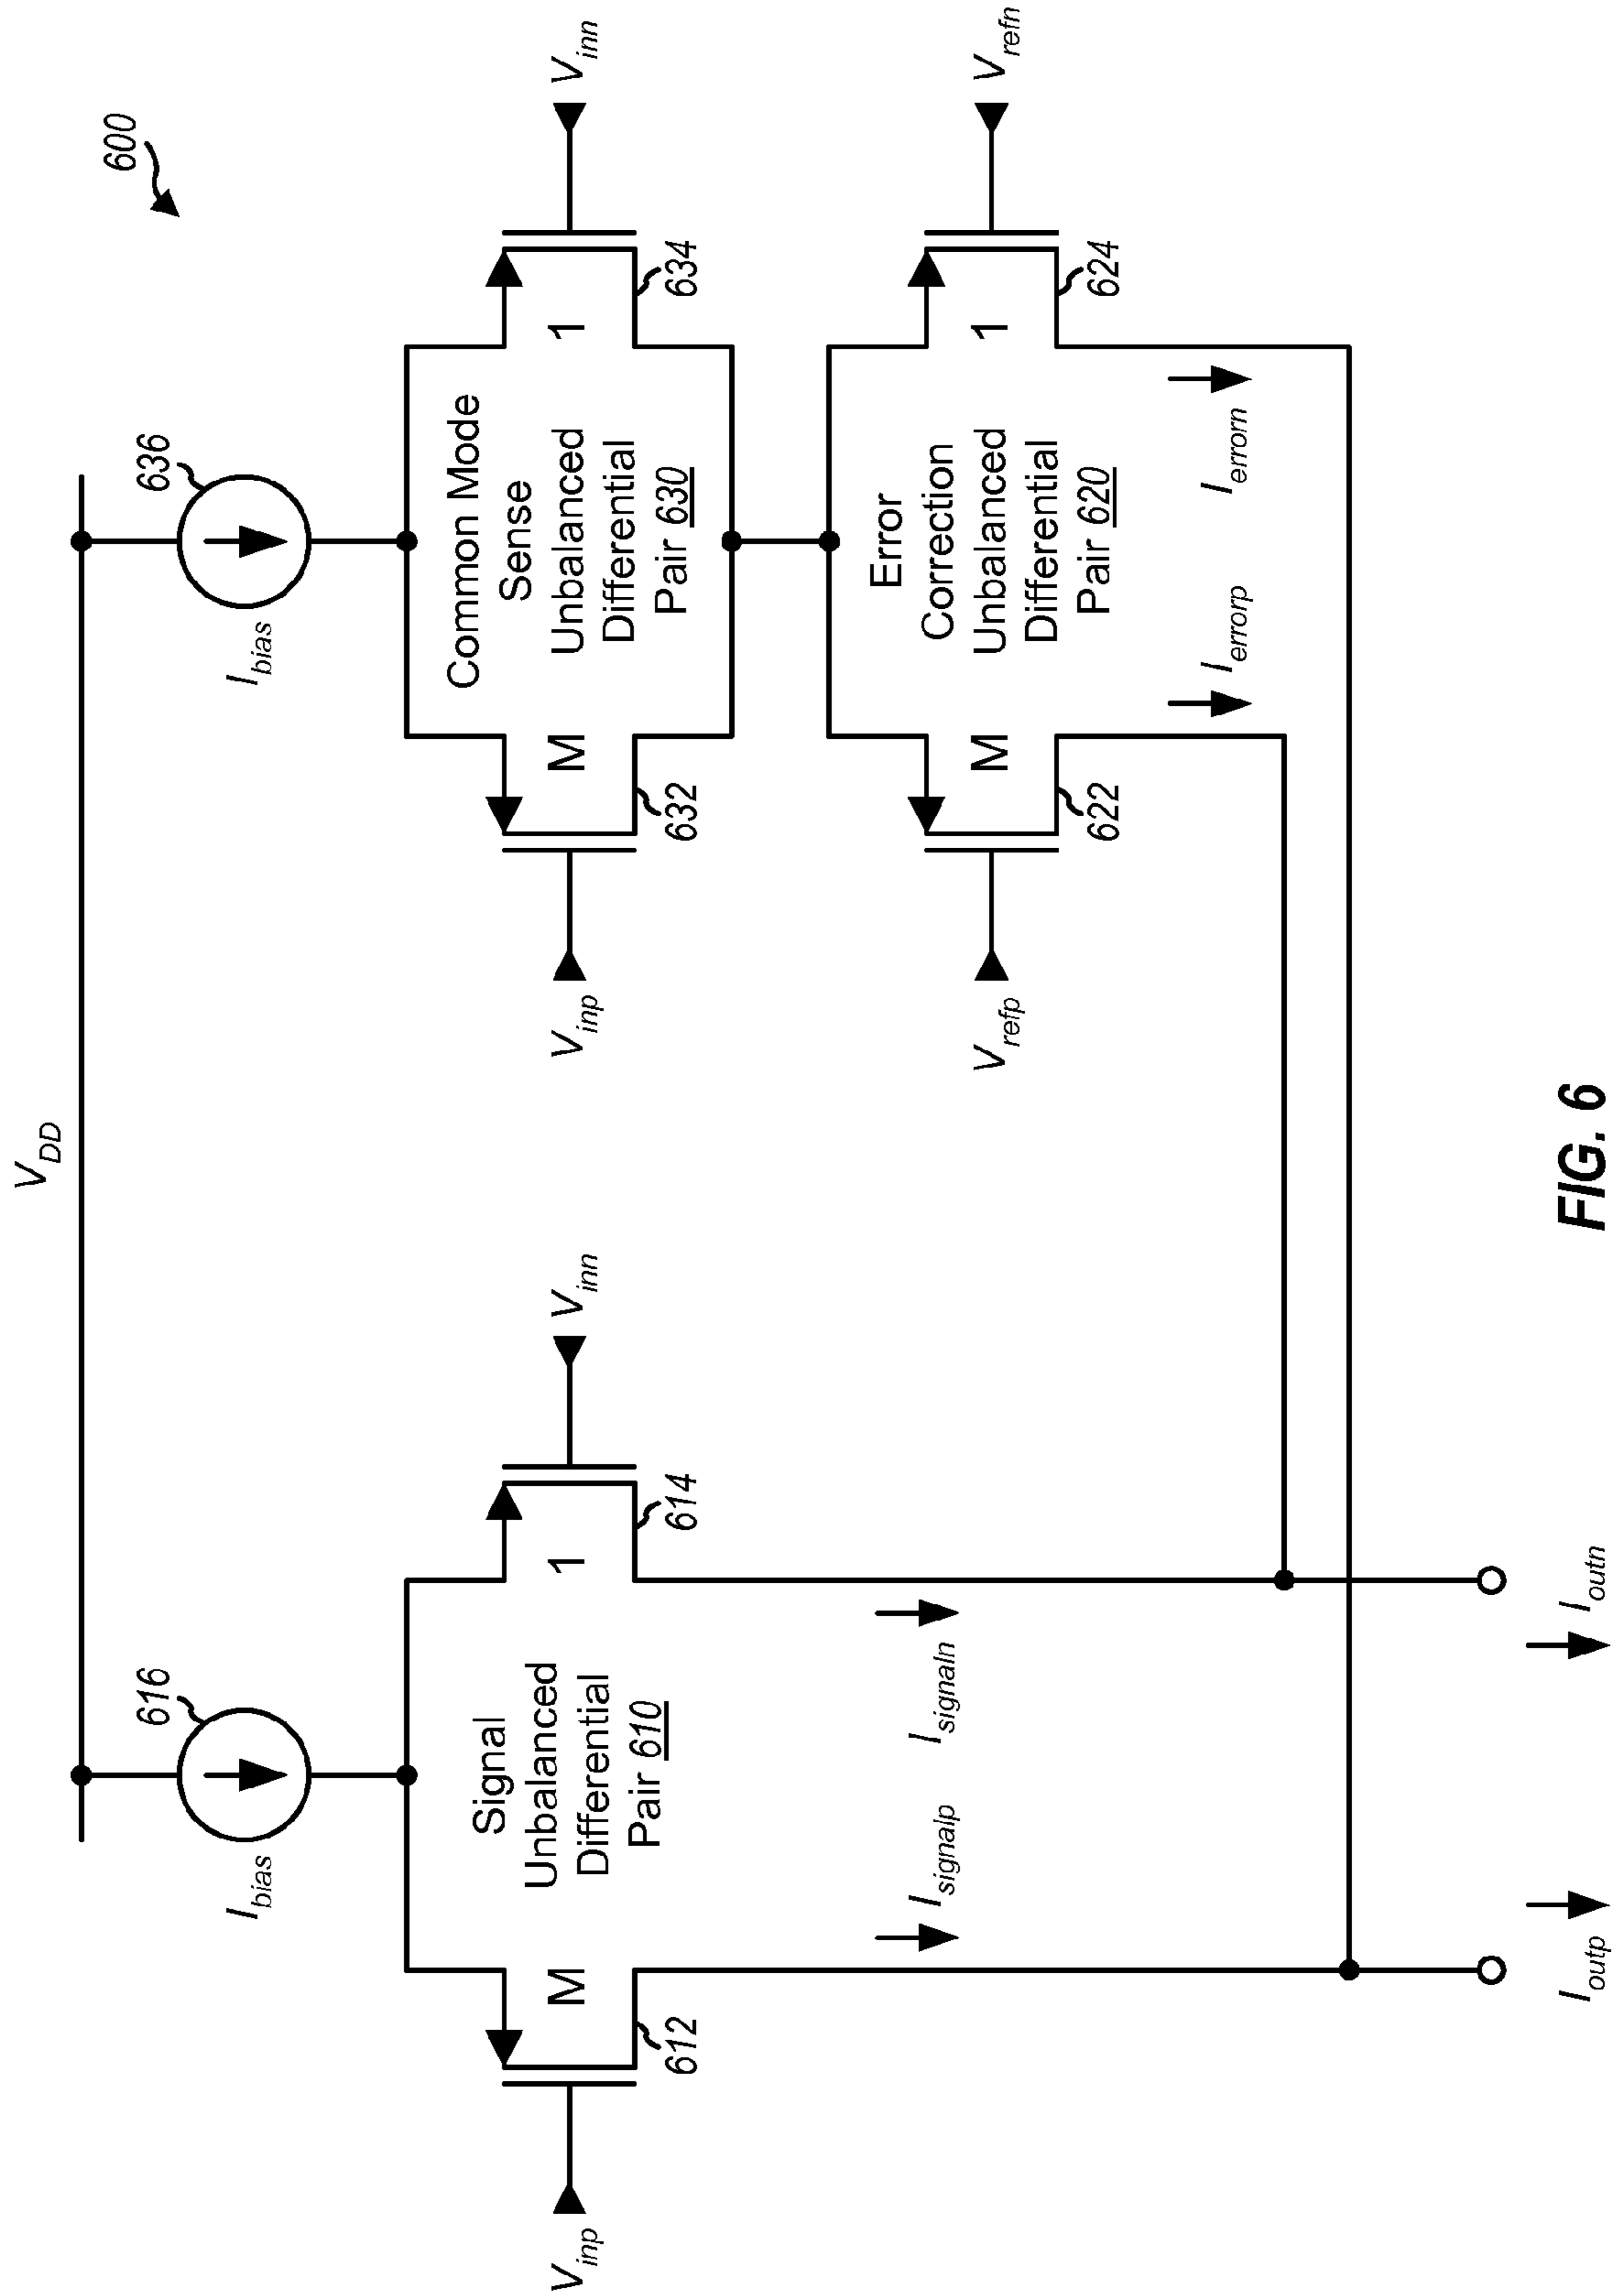 600
V_DD
I_bias
616
I_bias
636
V_inp
612
M
Signal
Unbalanced
Differential
Pair 610
1
614
V_inn
V_inp
632
M
Common Mode
Sense
Unbalanced
Differential
Pair 630
1
634
V_inn
V_refp
622
M
Error
Correction
Unbalanced
Differential
Pair 620
1
624
V_refn
I_signalp
I_signaln
I_errorp
I_errorn
I_outp
I_outn
FIG. 6